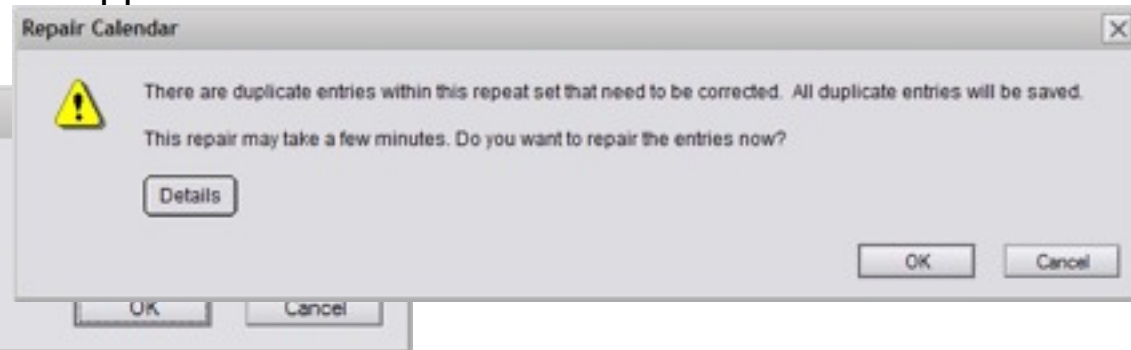 Repair Calendar
There are duplicate entries within this repeat set that need to be corrected. All duplicate entries will be saved.
This repair may take a few minutes. Do you want to repair the entries now?
Details
OK Cancel
OK Cancel